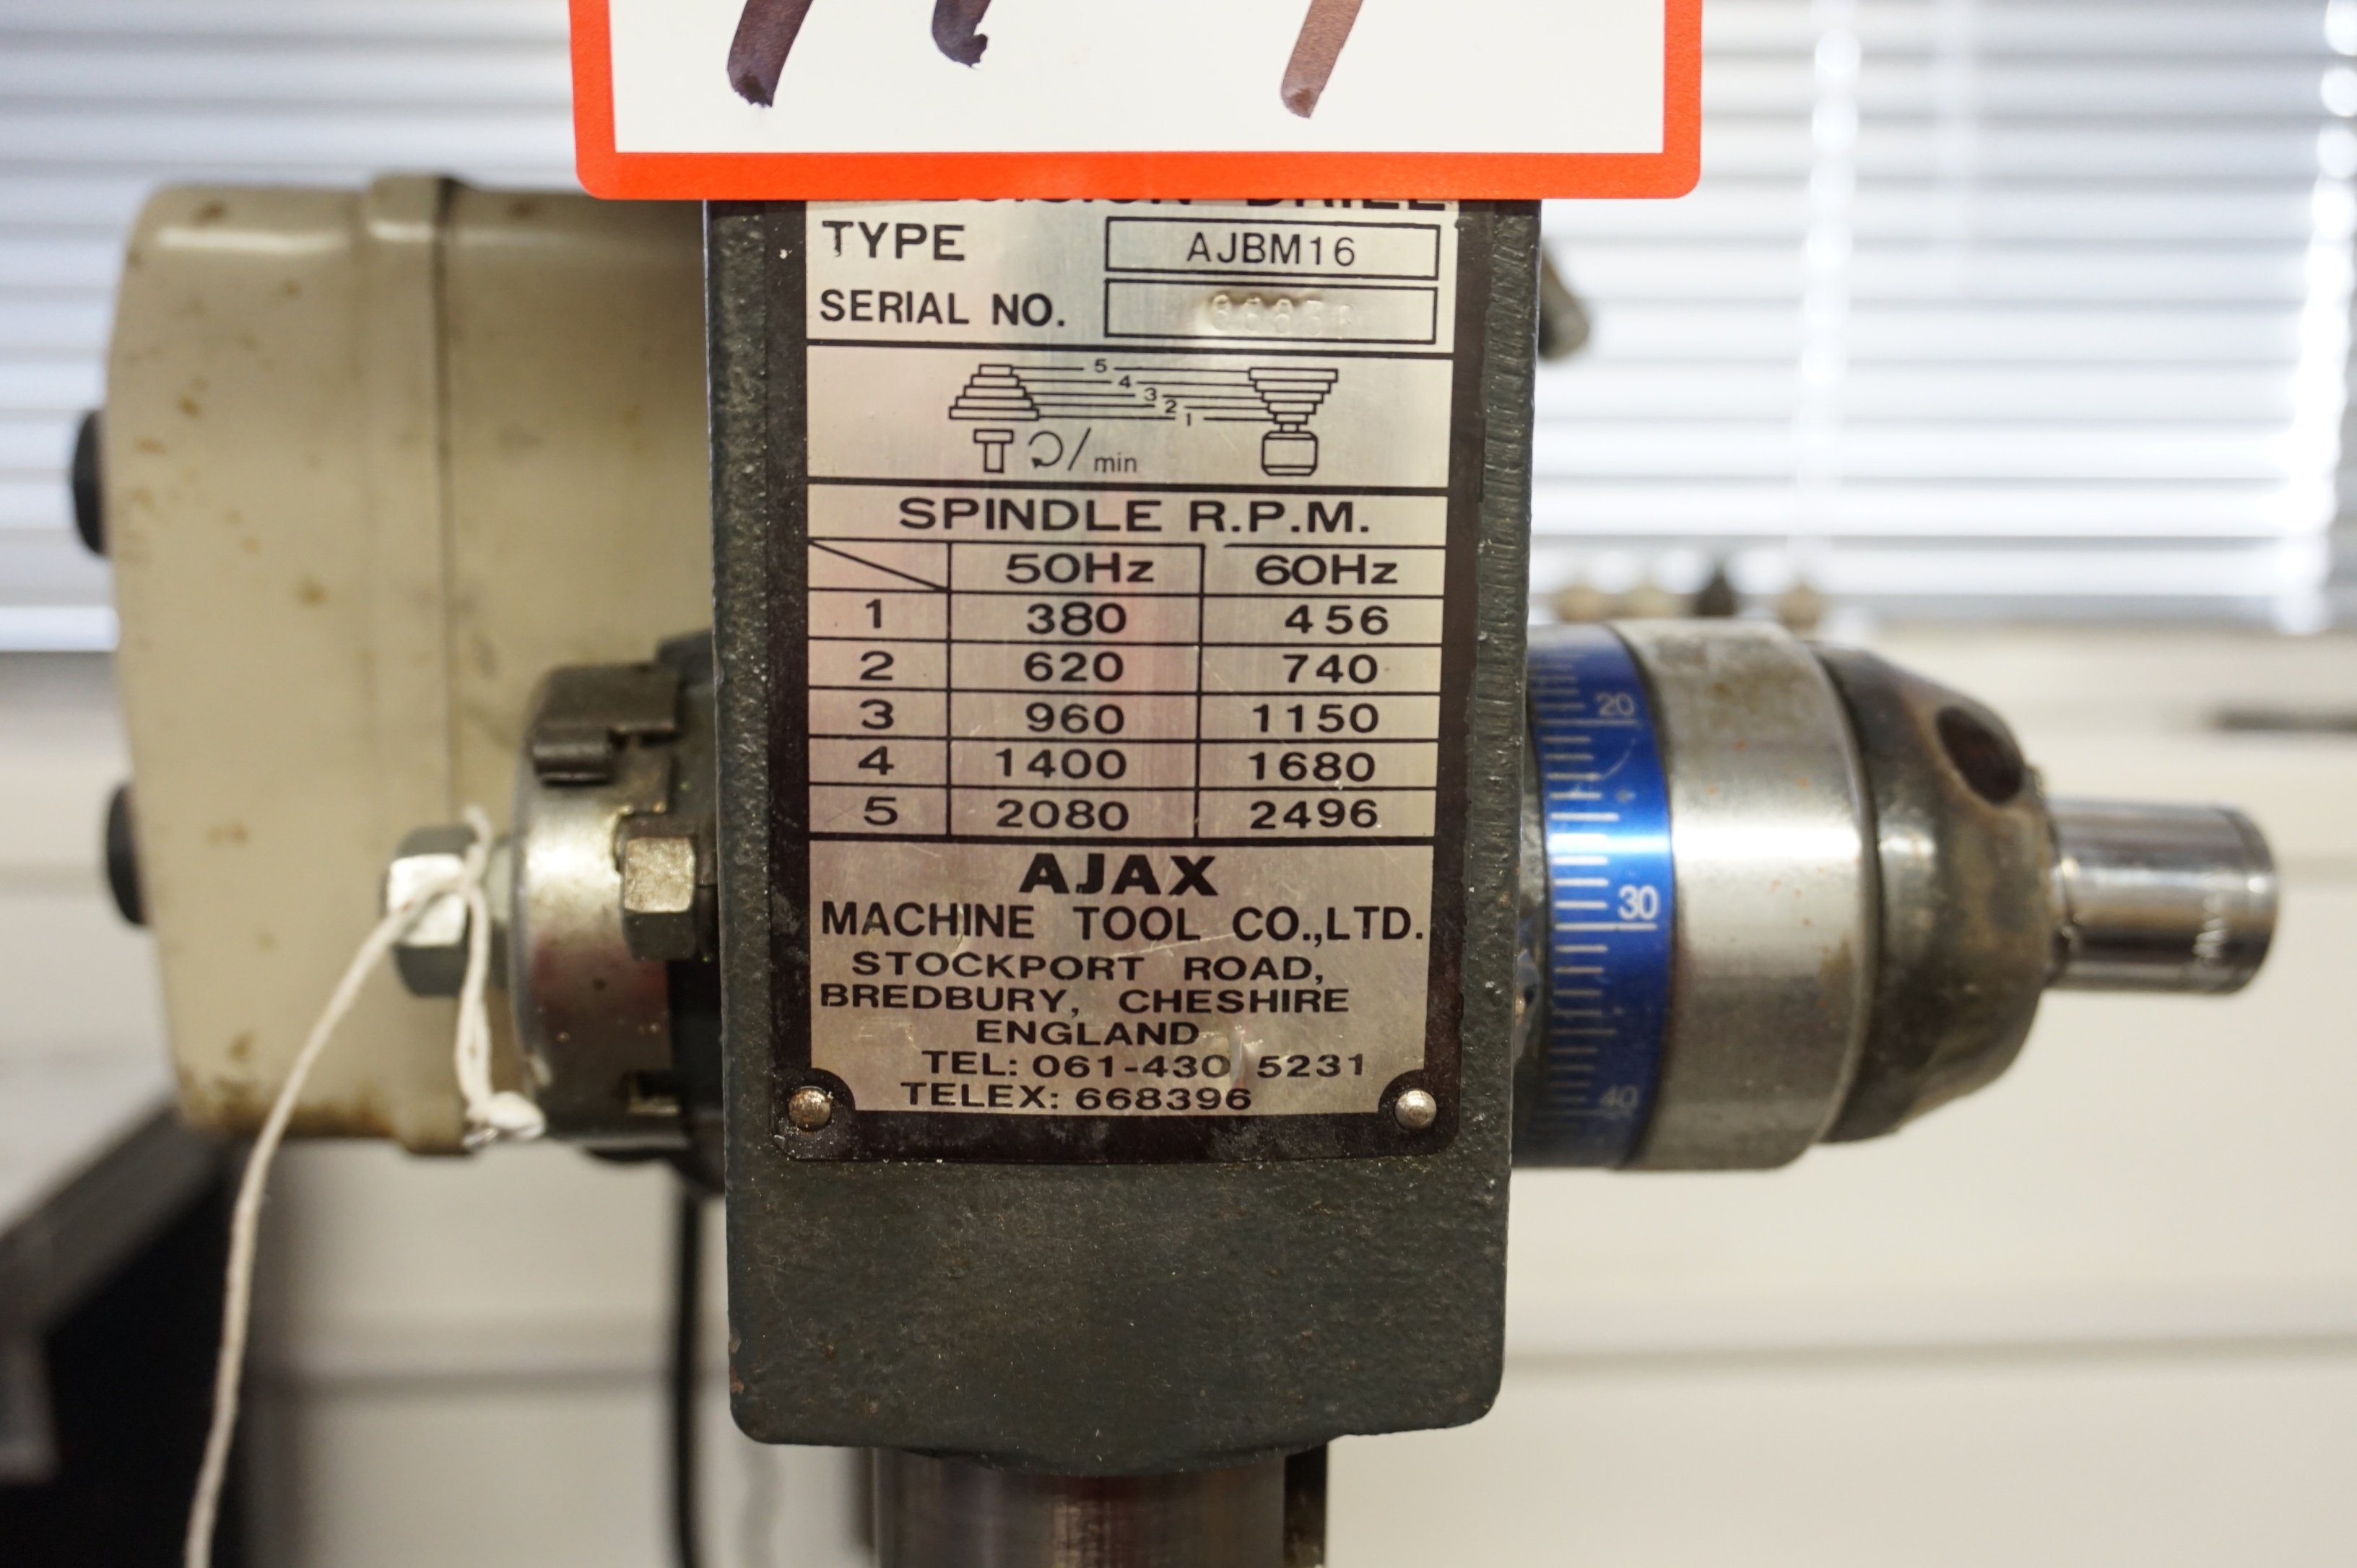 DRILL
TYPE AJBM16
SERIAL NO.
5
4
3
2
1
/min
SPINDLE R.P.M.
50Hz 60Hz
1 380 456
2 620 740
3 960 1150
4 1400 1680
5 2080 2496
AJAX
MACHINE TOOL CO.,LTD.
STOCKPORT ROAD,
BREDBURY, CHESHIRE
ENGLAND
TEL: 061-430 5231
TELEX: 668396
20
30
40